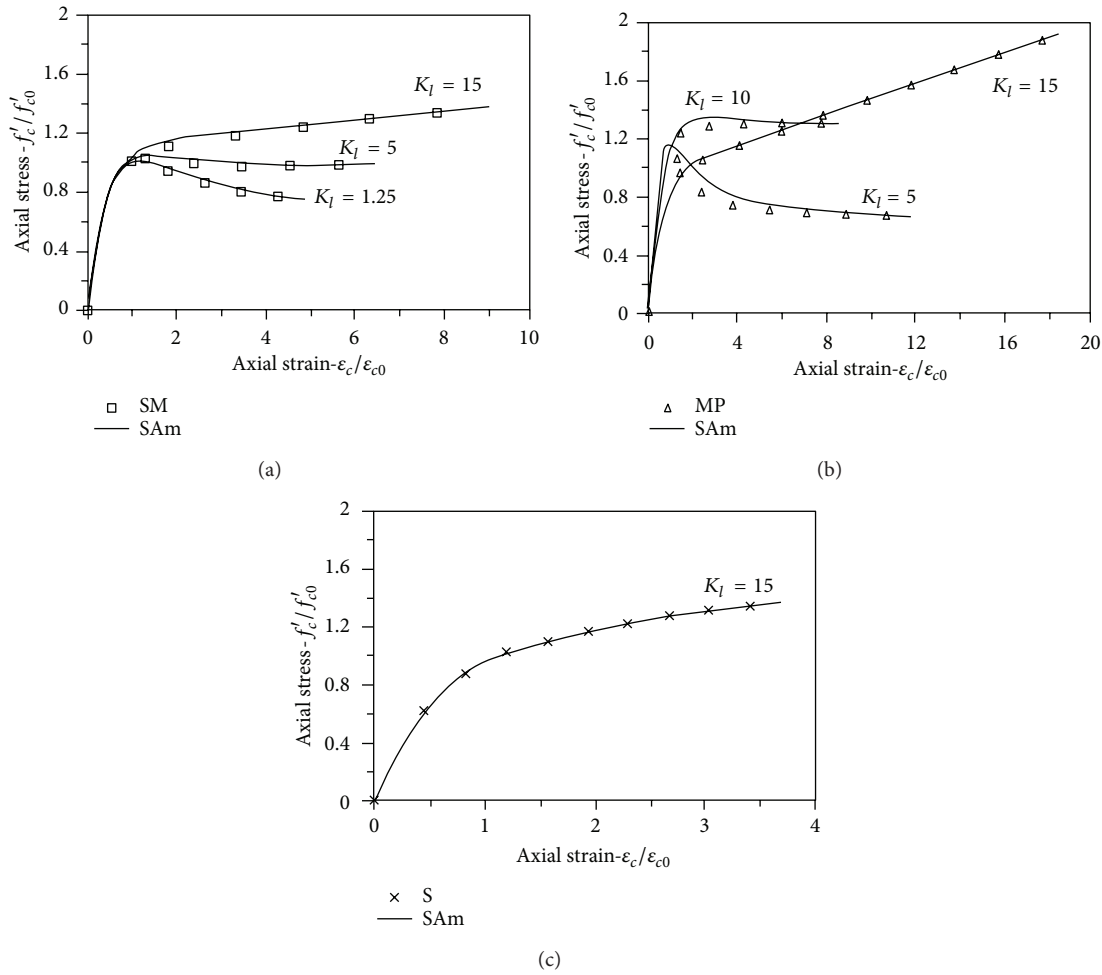 2
1.6
1.2
0.8
0.4
0
Axial stress-f′c/f′c0
Kl = 15
Kl = 5
Kl = 1.25
0 2 4 6 8 10
Axial strain-εc/εc0
SM
SAm
(a)
2
1.6
1.2
0.8
0.4
0
Axial stress-f′c/f′c0
Kl = 10
Kl = 15
Kl = 5
0 4 8 12 16 20
Axial strain-εc/εc0
MP
SAm
(b)
2
1.6
1.2
0.8
0.4
0
Axial stress-f′c/f′c0
Kl = 15
0 1 2 3 4
Axial strain-εc/εc0
S
SAm
(c)